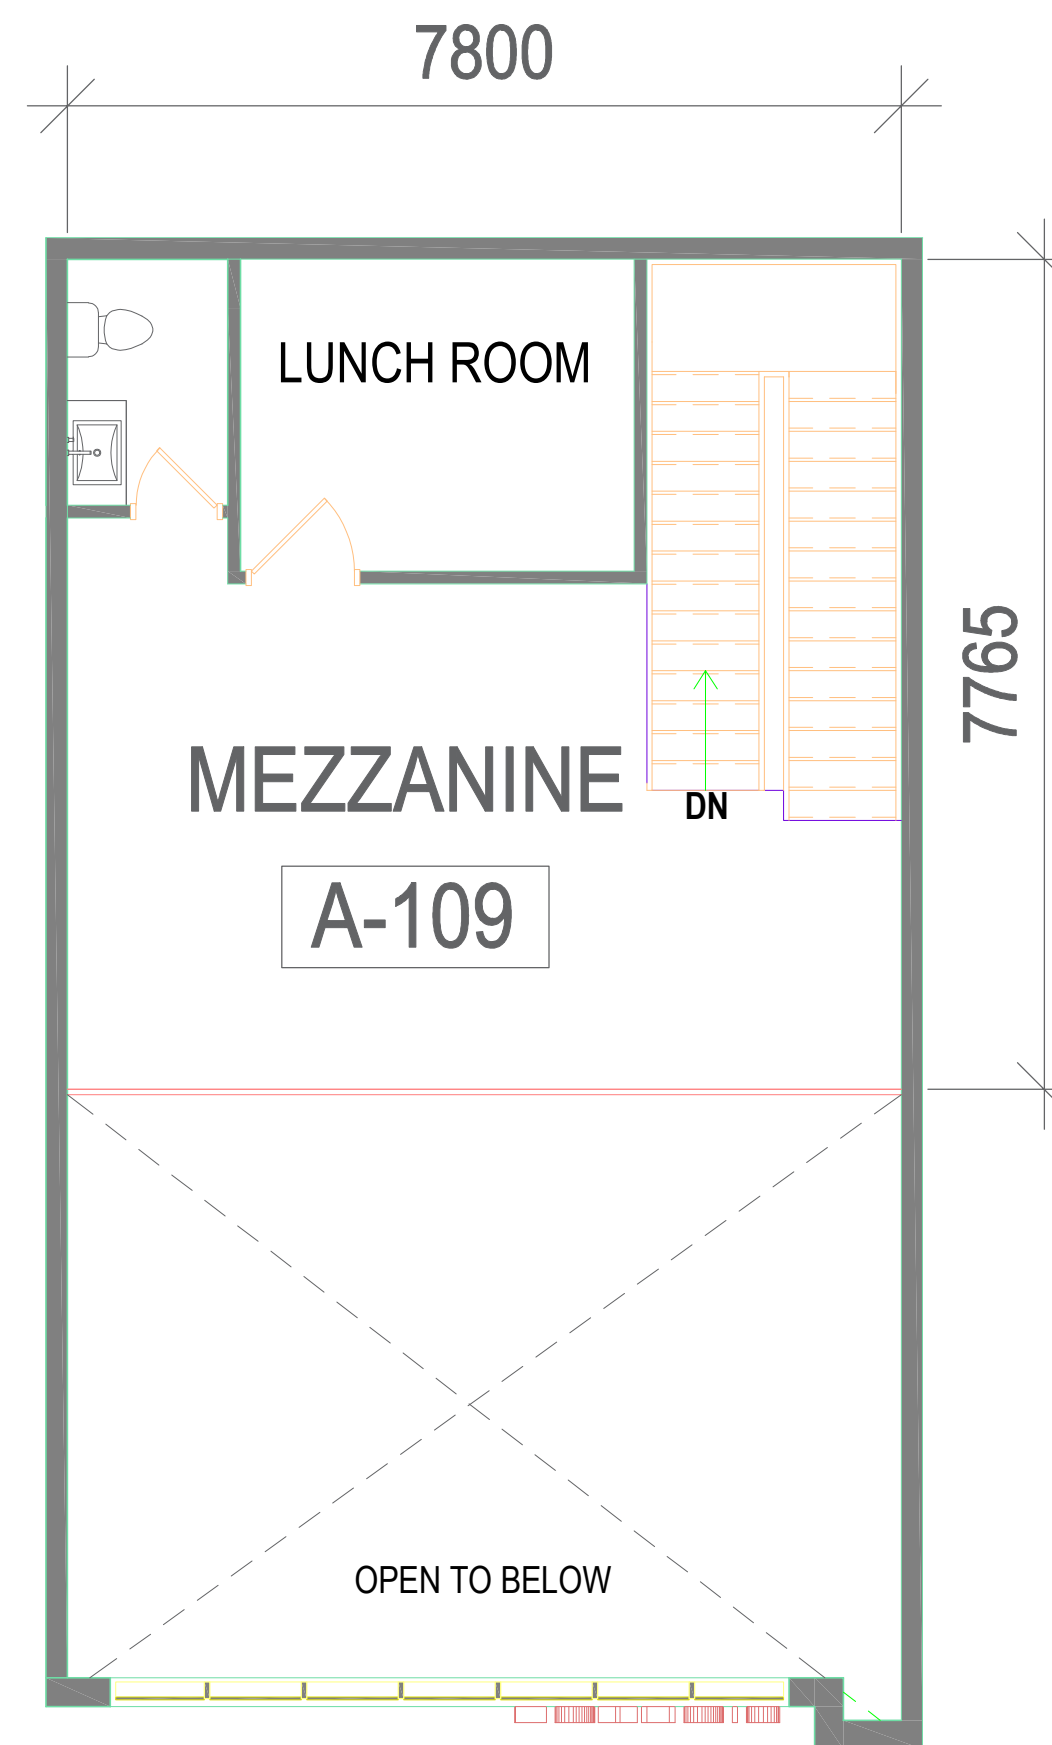 7800
LUNCH ROOM
7765
MEZZANINE
DN
A-109
OPEN TO BELOW